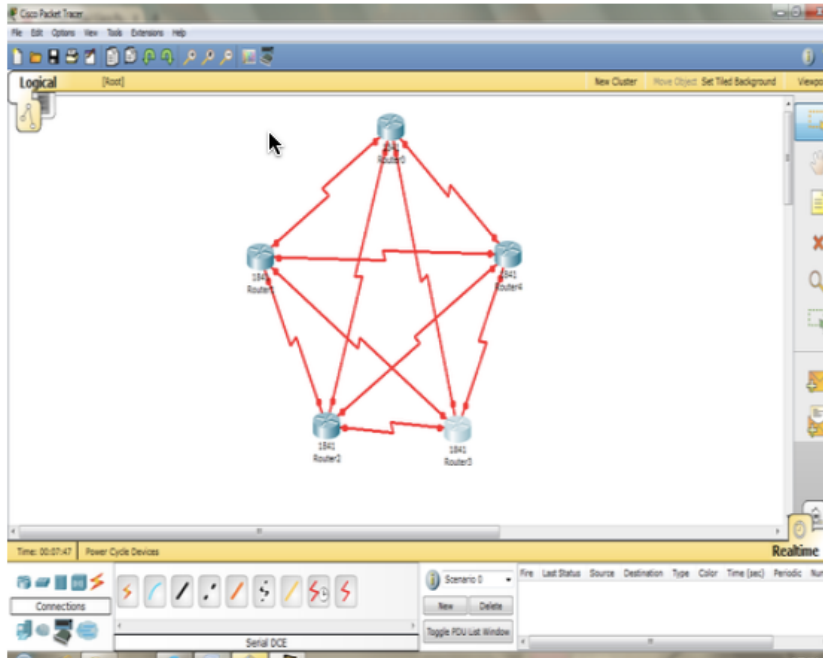 Cisco Packet Tracer
File Edit Options View Tools Extensions Help
Logical [Root] New Cluster Move Object Set Tiled Background Viewpo
1841
Router0
1841
Router1
1841
Router4
1841
Router2
1841
Router3
Time: 00:07:47 Power Cycle Devices Realtime
Connections
Serial DCE
Scenario 0
New Delete
Toggle PDU List Window
Fire Last Status Source Destination Type Color Time (sec) Periodic Num